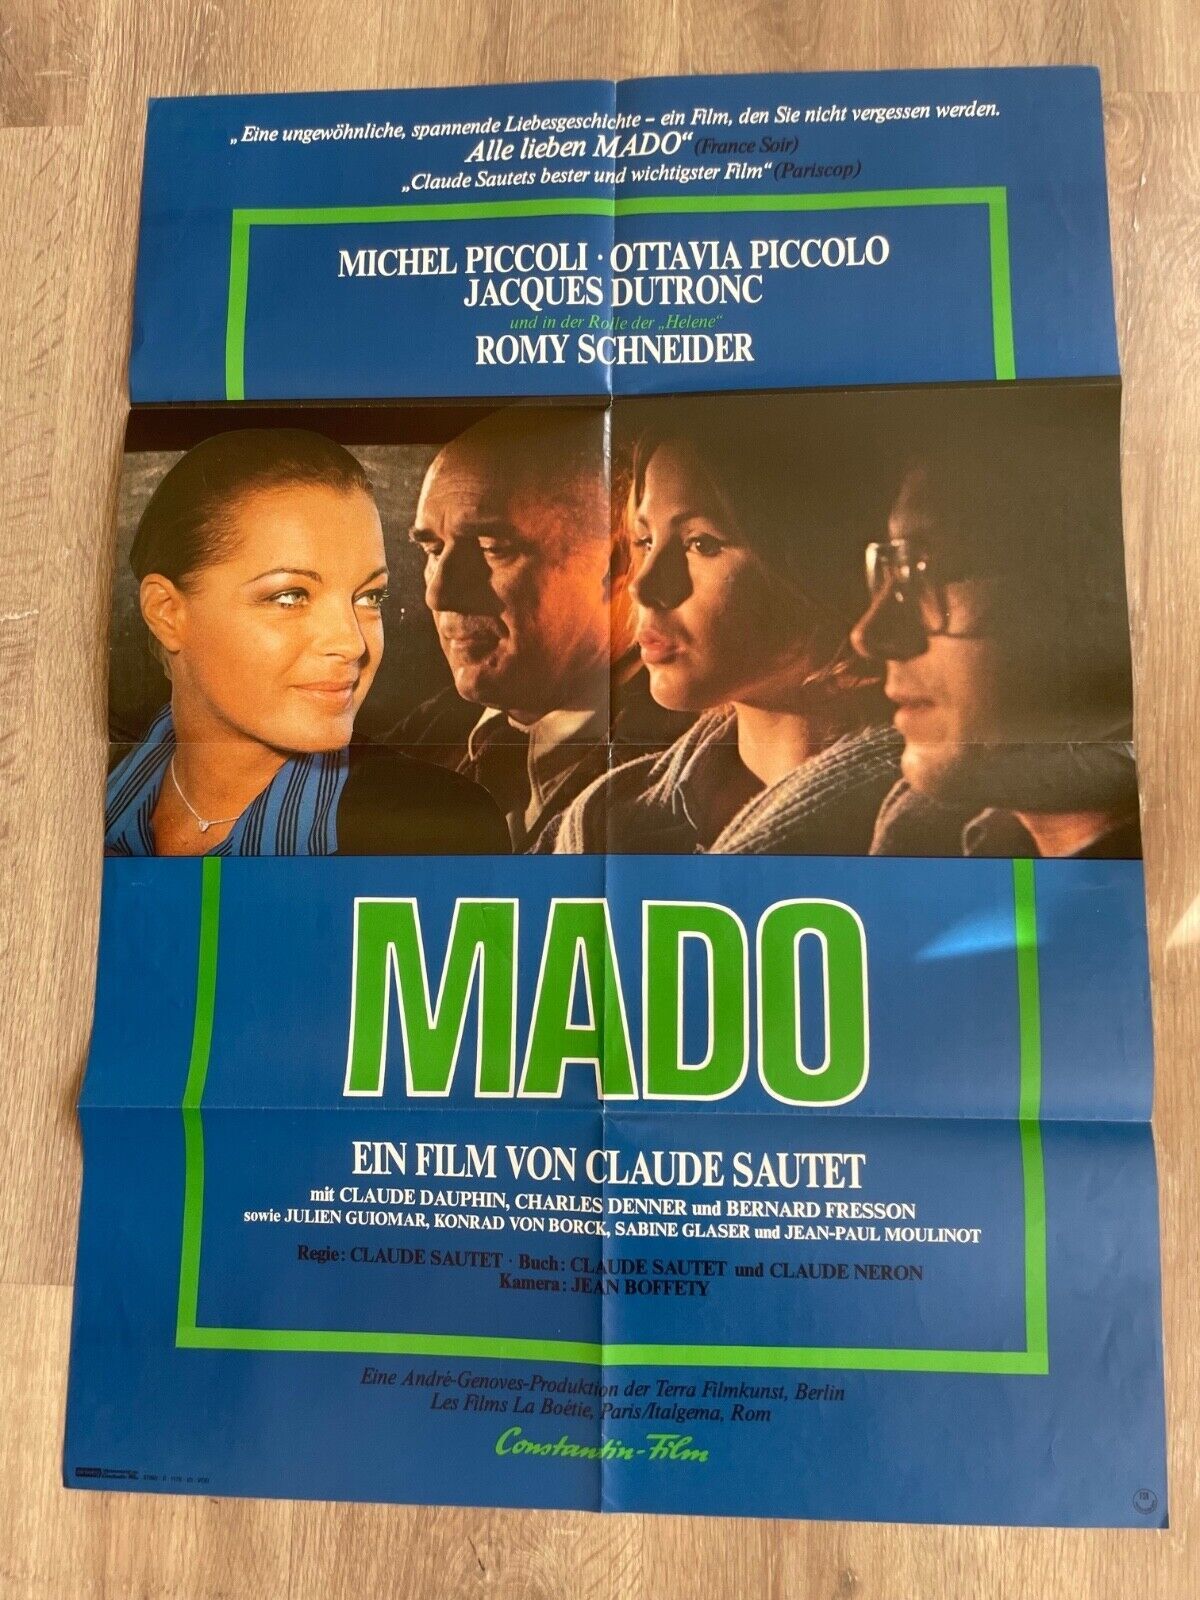 „Eine ungewöhnliche, spannende Liebesgeschichte – ein Film, den Sie nicht vergessen werden.
Alle lieben MADO“ (France Soir)
„Claude Sautets bester und wichtigster Film“ (Pariscop)
MICHEL PICCOLI · OTTAVIA PICCOLO
JACQUES DUTRONC
und in der Rolle der „Helene“
ROMY SCHNEIDER
MADO
EIN FILM VON CLAUDE SAUTET
mit CLAUDE DAUPHIN, CHARLES DENNER und BERNARD FRESSON
sowie JULIEN GUIOMAR, KONRAD VON BORCK, SABINE GLASER und JEAN-PAUL MOULINOT
Regie: CLAUDE SAUTET · Buch: CLAUDE SAUTET und CLAUDE NERON
Kamera: JEAN BOFFETY
Eine André-Genoves-Produktion der Terra Filmkunst, Berlin
Les Films La Boétie, Paris/Italgema, Rom
Constantin-Film
FSK